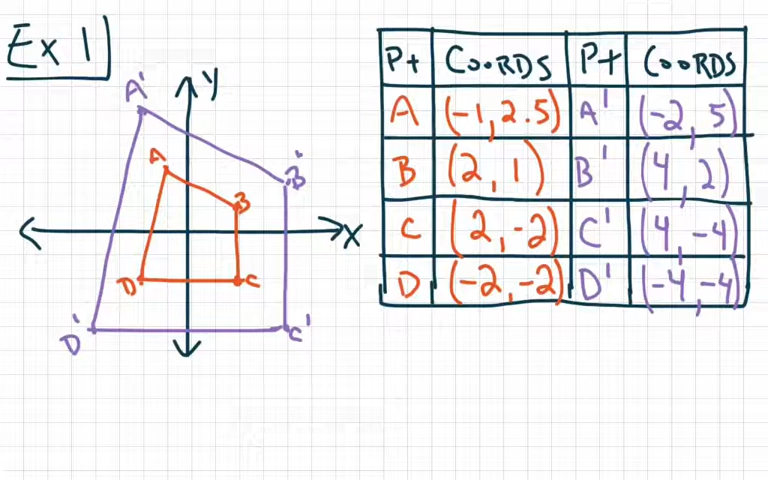 Ex 1
Y
X
A'
A
B'
B
D
C
D'
C'
Pt COORDS Pt COORDS
A (-1, 2.5) A' (-2, 5)
B (2, 1) B' (4, 2)
C (2, -2) C' (4, -4)
D (-2, -2) D' (-4, -4)